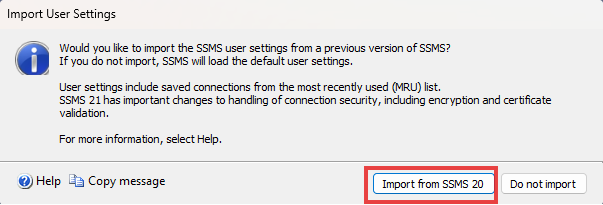 Import User Settings
Would you like to import the SSMS user settings from a previous version of SSMS?
If you do not import, SSMS will load the default user settings.
User settings include saved connections from the most recently used (MRU) list.
SSMS 21 has important changes to handling of connection security, including encryption and certificate
validation.
For more information, select Help.
Help Copy message Import from SSMS 20 Do not import